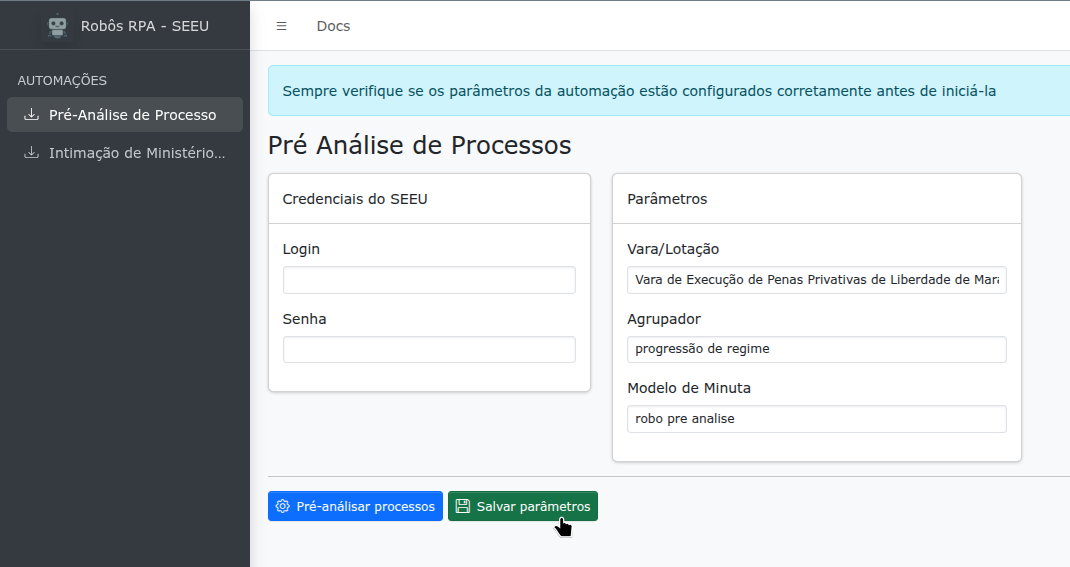 Robôs RPA - SEEU
Docs
AUTOMAÇÕES
Pré-Análise de Processo
Intimação de Ministério...
Sempre verifique se os parâmetros da automação estão configurados corretamente antes de iniciá-la
Pré Análise de Processos
Credenciais do SEEU
Login
Senha
Parâmetros
Vara/Lotação
Vara de Execução de Penas Privativas de Liberdade de Mara
Agrupador
progressão de regime
Modelo de Minuta
robo pre analise
Pré-análisar processos
Salvar parâmetros